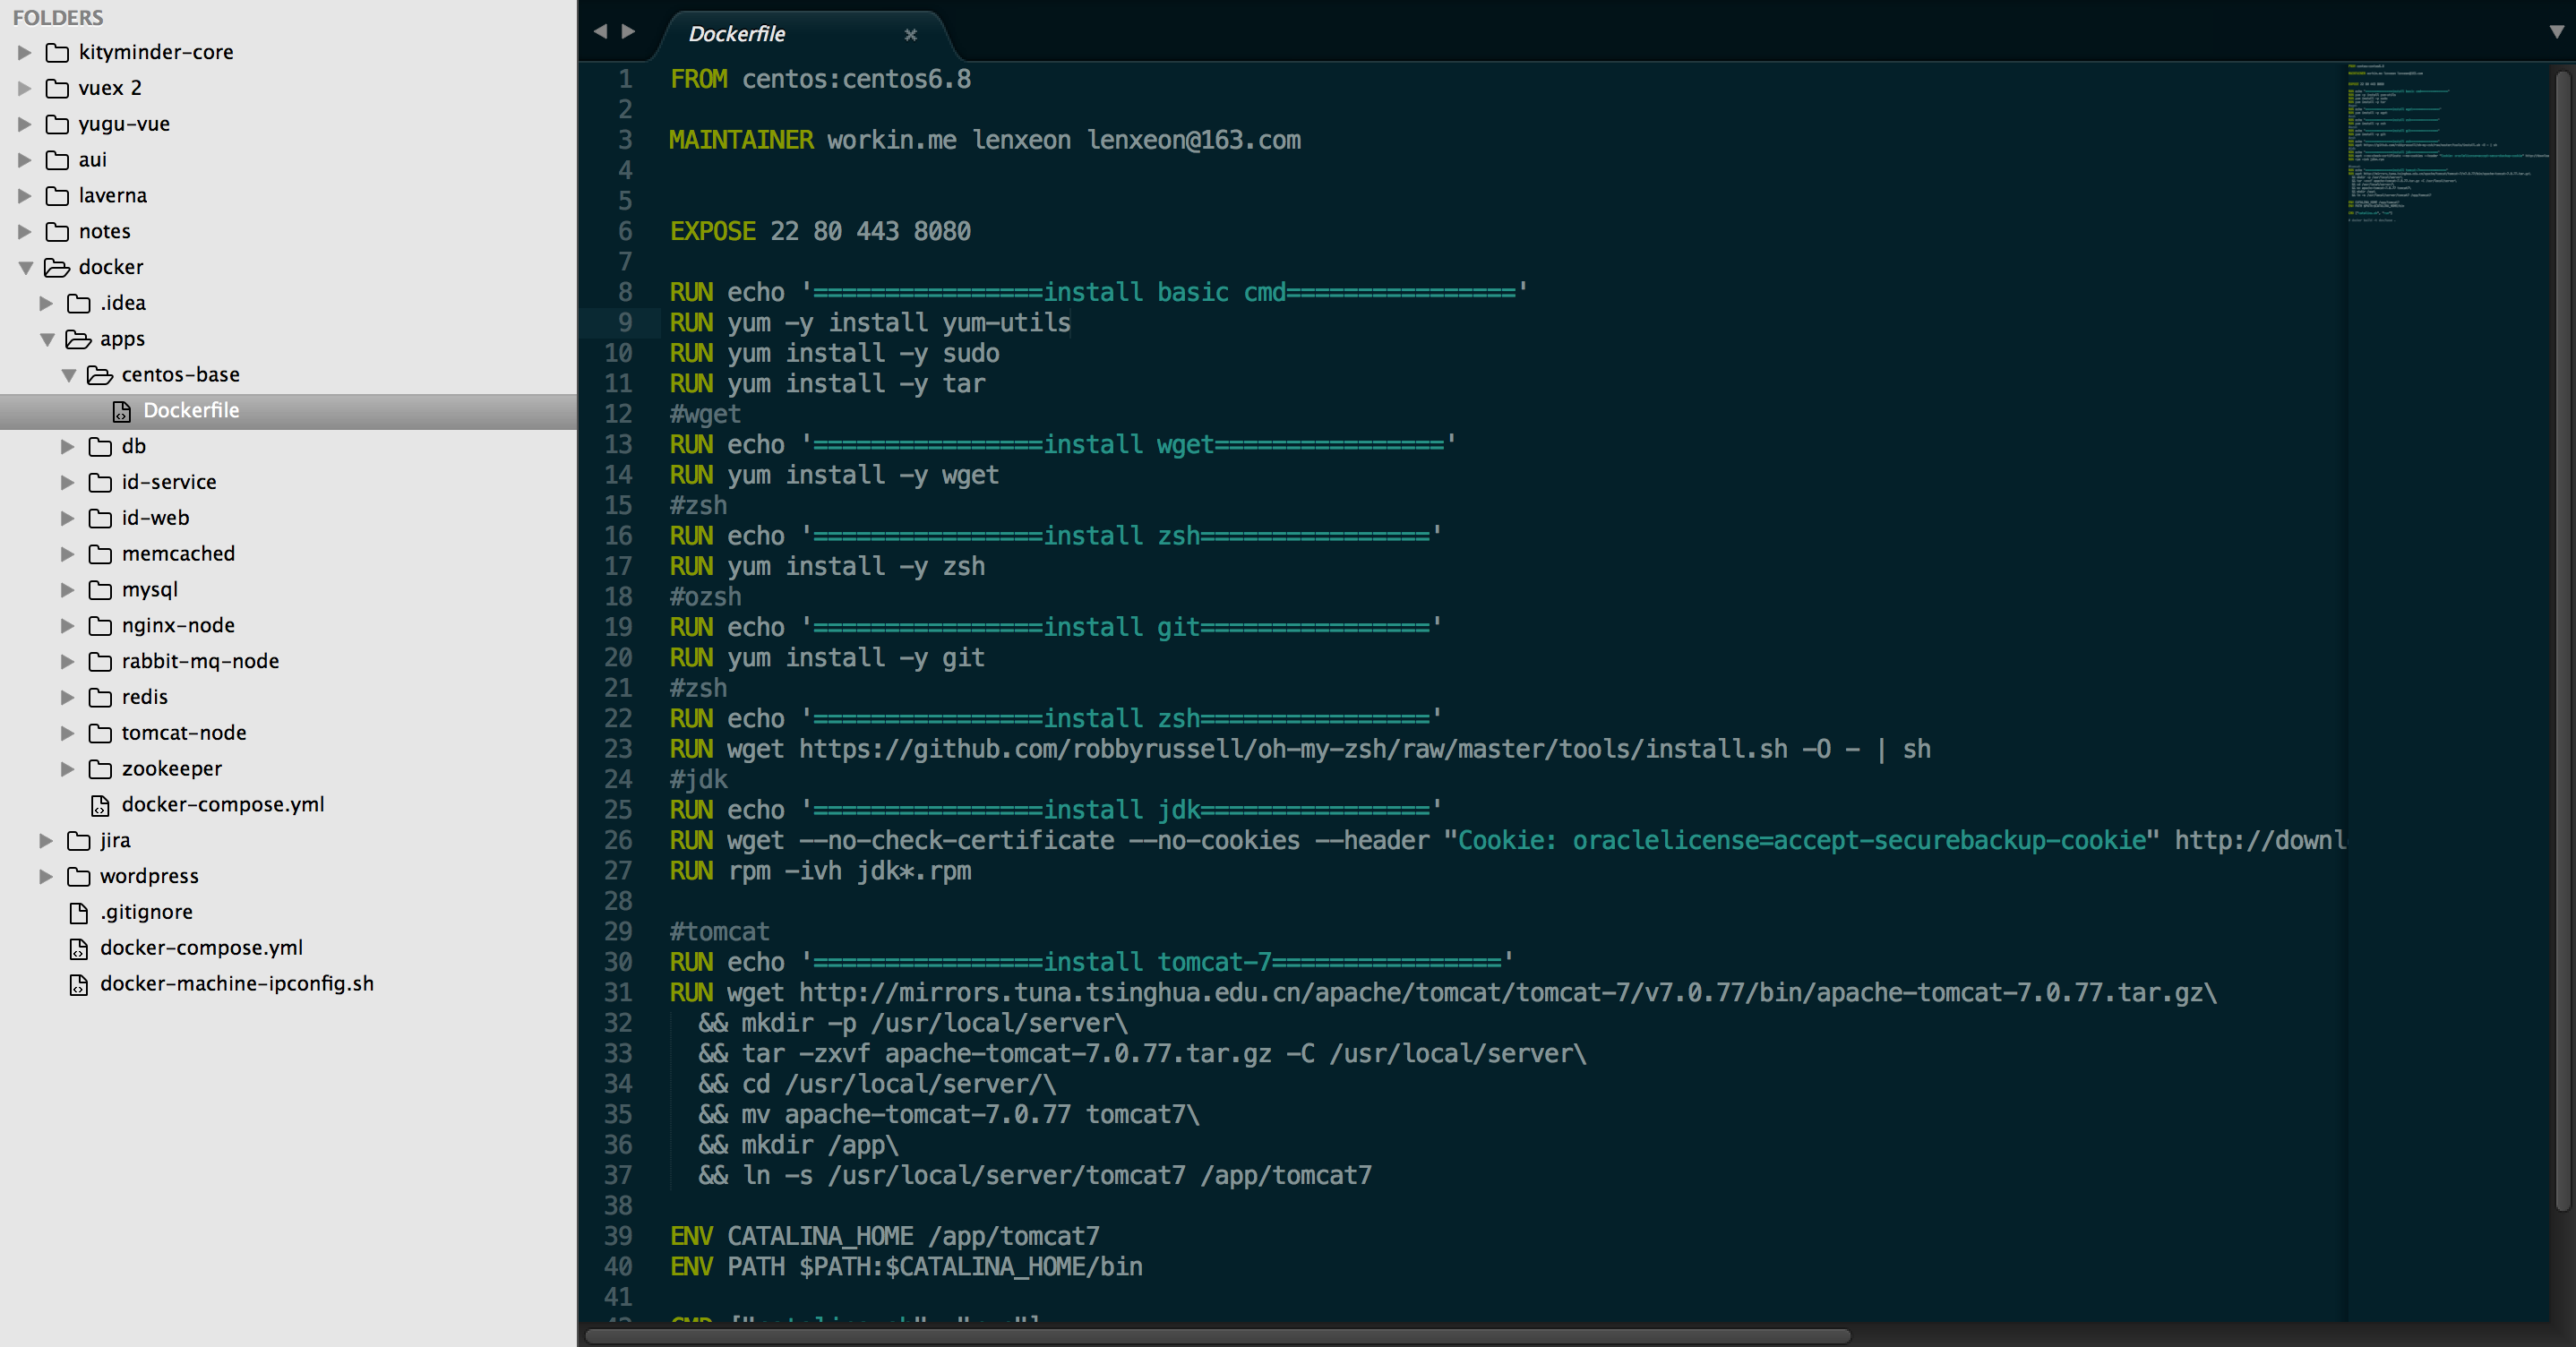 FOLDERS
kityminder-core
vuex 2
yugu-vue
aui
laverna
notes
docker
.idea
apps
centos-base
Dockerfile
db
id-service
id-web
memcached
mysql
nginx-node
rabbit-mq-node
redis
tomcat-node
zookeeper
docker-compose.yml
jira
wordpress
.gitignore
docker-compose.yml
docker-machine-ipconfig.sh
Dockerfile
1 FROM centos:centos6.8
2
3 MAINTAINER workin.me lenxeon lenxeon@163.com
4
5
6 EXPOSE 22 80 443 8080
7
8 RUN echo '================install basic cmd================'
9 RUN yum -y install yum-utils
10 RUN yum install -y sudo
11 RUN yum install -y tar
12 #wget
13 RUN echo '================install wget================'
14 RUN yum install -y wget
15 #zsh
16 RUN echo '================install zsh================'
17 RUN yum install -y zsh
18 #ozsh
19 RUN echo '================install git================'
20 RUN yum install -y git
21 #zsh
22 RUN echo '================install zsh================'
23 RUN wget https://github.com/robbyrussell/oh-my-zsh/raw/master/tools/install.sh -O - | sh
24 #jdk
25 RUN echo '================install jdk================'
26 RUN wget --no-check-certificate --no-cookies --header "Cookie: oraclelicense=accept-securebackup-cookie" http://downl
27 RUN rpm -ivh jdk*.rpm
28
29 #tomcat
30 RUN echo '================install tomcat-7================'
31 RUN wget http://mirrors.tuna.tsinghua.edu.cn/apache/tomcat/tomcat-7/v7.0.77/bin/apache-tomcat-7.0.77.tar.gz\
32 && mkdir -p /usr/local/server\
33 && tar -zxvf apache-tomcat-7.0.77.tar.gz -C /usr/local/server\
34 && cd /usr/local/server/\
35 && mv apache-tomcat-7.0.77 tomcat7\
36 && mkdir /app\
37 && ln -s /usr/local/server/tomcat7 /app/tomcat7
38
39 ENV CATALINA_HOME /app/tomcat7
40 ENV PATH $PATH:$CATALINA_HOME/bin
41